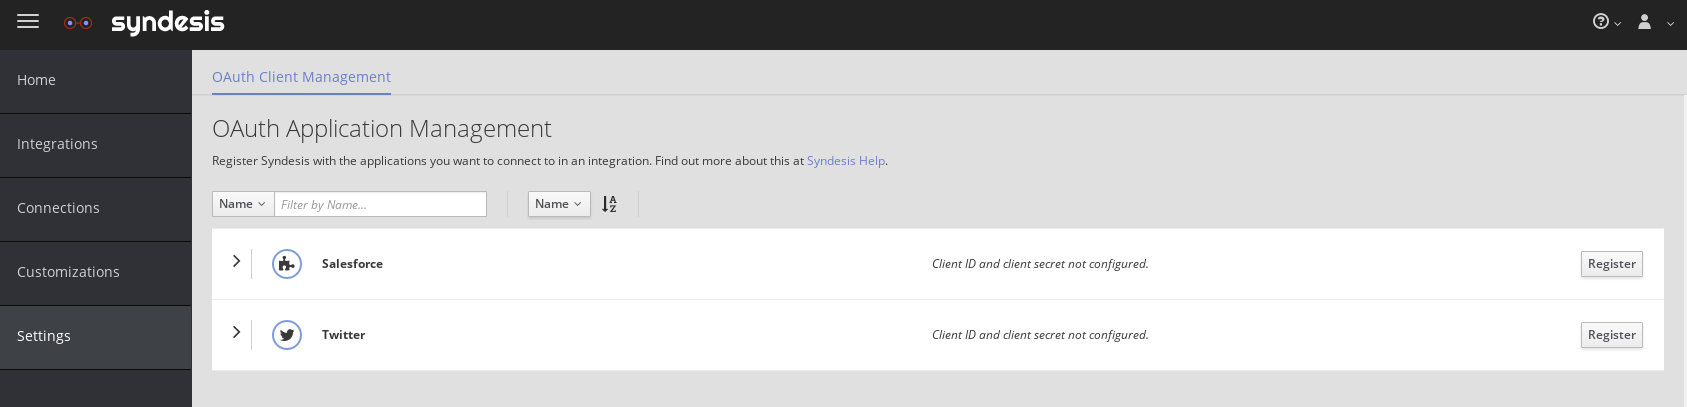 syndesis
Home
Integrations
Connections
Customizations
Settings
OAuth Client Management
OAuth Application Management
Register Syndesis with the applications you want to connect to in an integration. Find out more about this at Syndesis Help.
Name Filter by Name... Name AZ
Salesforce Client ID and client secret not configured. Register
Twitter Client ID and client secret not configured. Register